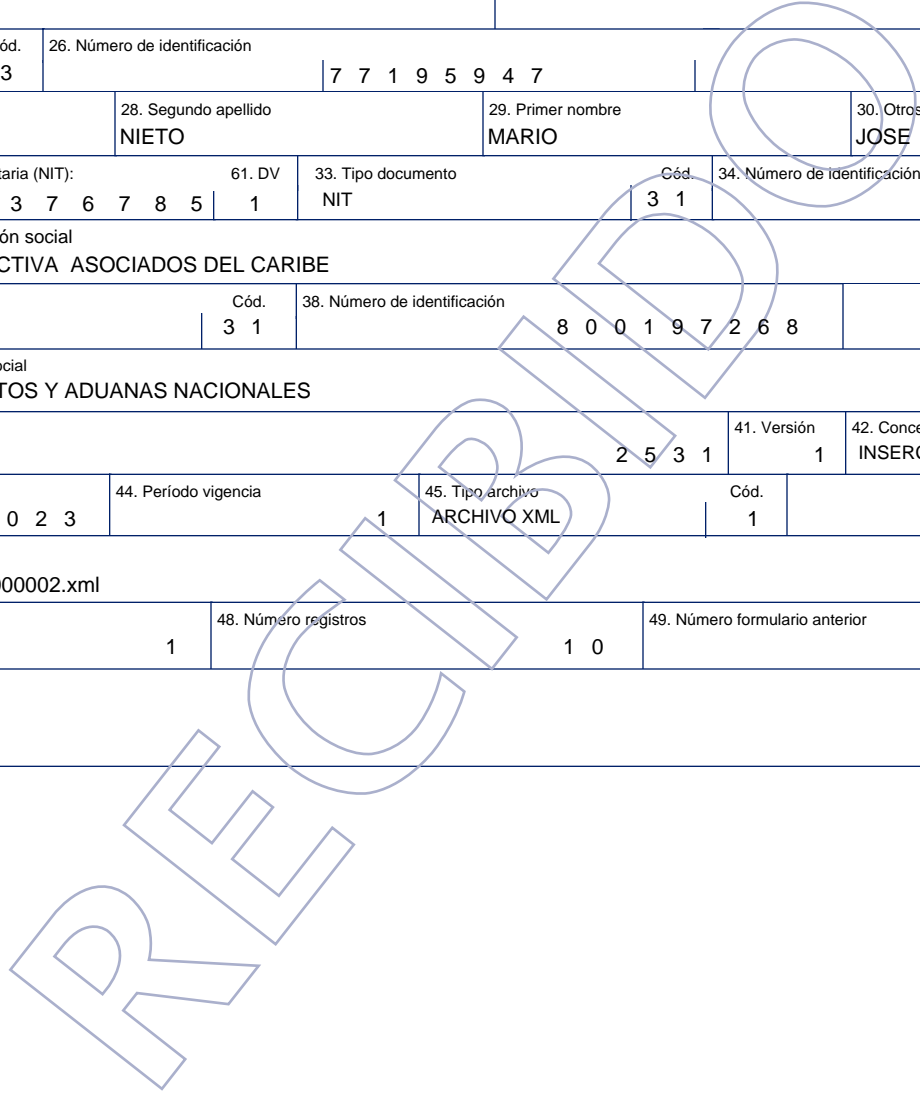 ód. 26. Número de identificación
3 7 7 1 9 5 9 4 7
28. Segundo apellido 29. Primer nombre 30. Otros
NIETO MARIO JOSE
taria (NIT): 61. DV 33. Tipo documento Cód. 34. Número de identificación
3 7 6 7 8 5 1 NIT 3 1
ón social
CTIVA ASOCIADOS DEL CARIBE
Cód. 38. Número de identificación
3 1 8 0 0 1 9 7 2 6 8
ocial
TOS Y ADUANAS NACIONALES
41. Versión 42. Conce
2 5 3 1 1 INSERC
44. Período vigencia 45. Tipo archivo Cód.
0 2 3 1 ARCHIVO XML 1
000002.xml
48. Número registros 49. Número formulario anterior
1 1 0
RECIBIDO